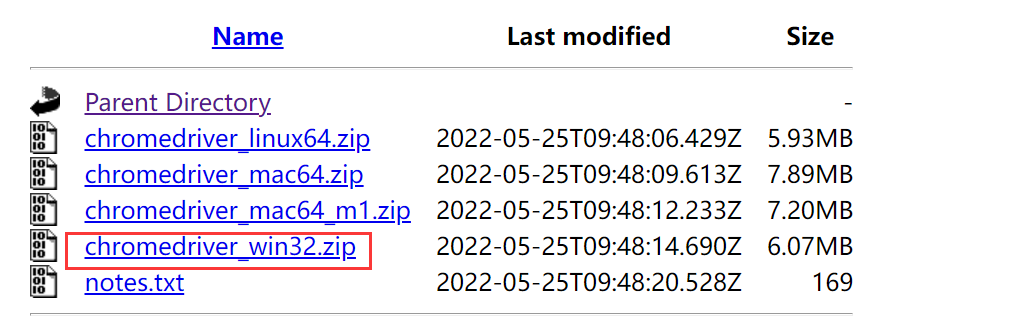 Name Last modified Size
Parent Directory -
chromedriver_linux64.zip 2022-05-25T09:48:06.429Z 5.93MB
chromedriver_mac64.zip 2022-05-25T09:48:09.613Z 7.89MB
chromedriver_mac64_m1.zip 2022-05-25T09:48:12.233Z 7.20MB
chromedriver_win32.zip 2022-05-25T09:48:14.690Z 6.07MB
notes.txt 2022-05-25T09:48:20.528Z 169